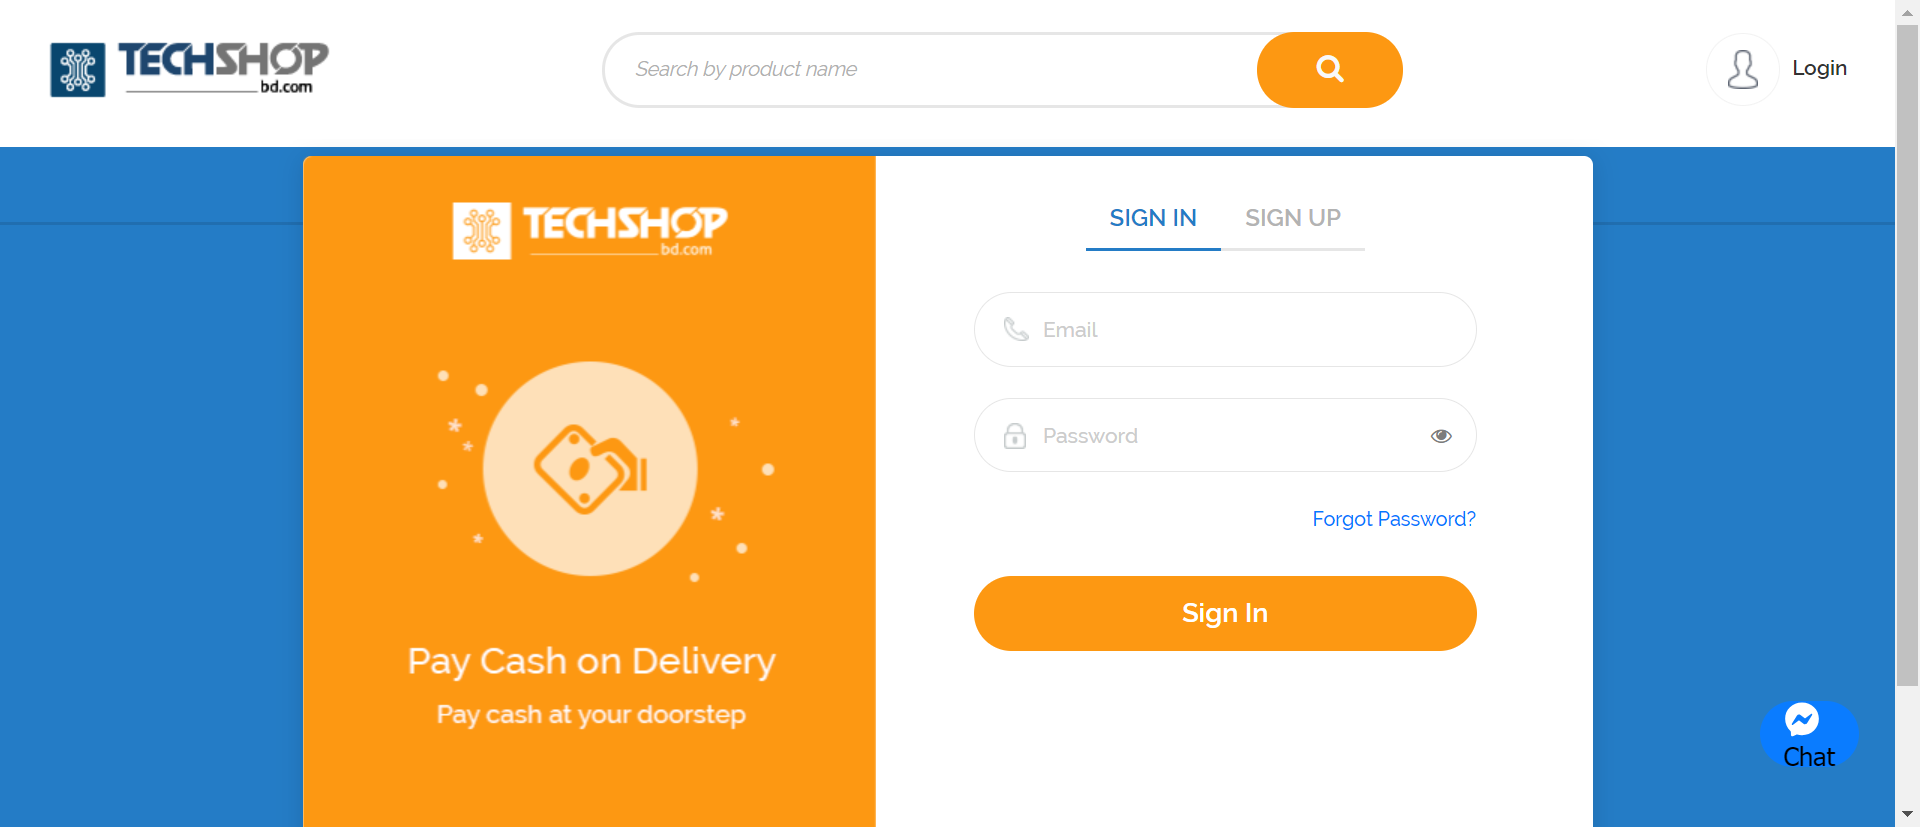 TECHSHOP
bd.com
Search by product name
Login
TECHSHOP
bd.com
Pay Cash on Delivery
Pay cash at your doorstep
SIGN IN
SIGN UP
Email
Password
Forgot Password?
Sign In
Chat